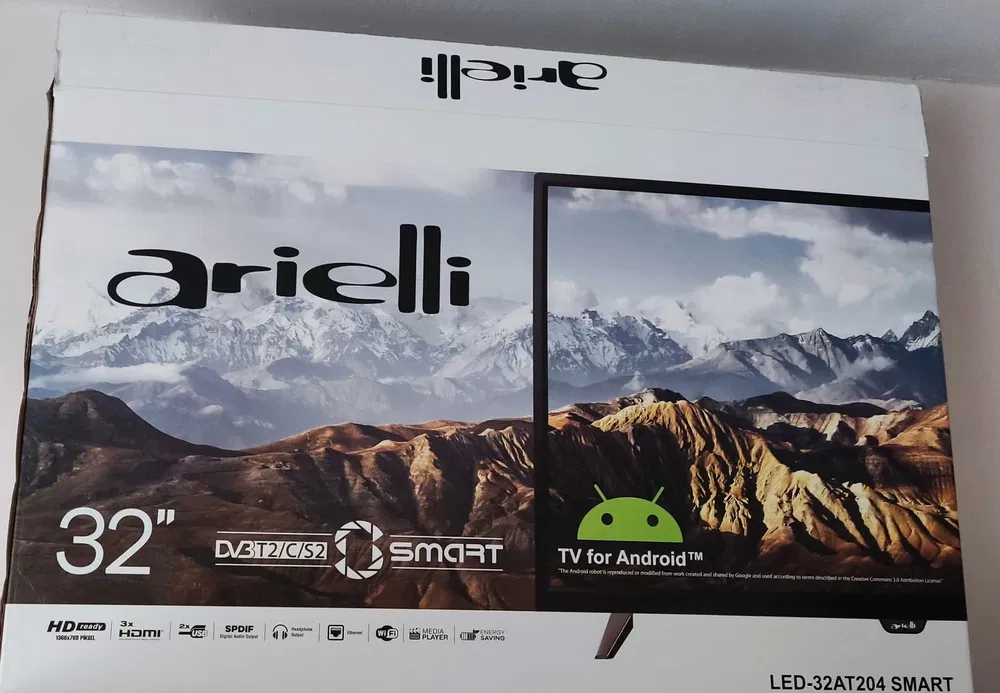 arielli
arielli
32"
DVB T2/C/S2 SMART
TV for Android™
"The Android robot is reproduced or modified from work created and shared by Google and used according to terms described in the Creative Commons 3.0 Attribution License"
HD ready
1366x768 PIXEL
3x HDMI
2x USB
SPDIF
Digital Audio Output
Headphone Output
Ethernet
WiFi
MEDIA PLAYER
ENERGY SAVING
arielli
LED-32AT204 SMART